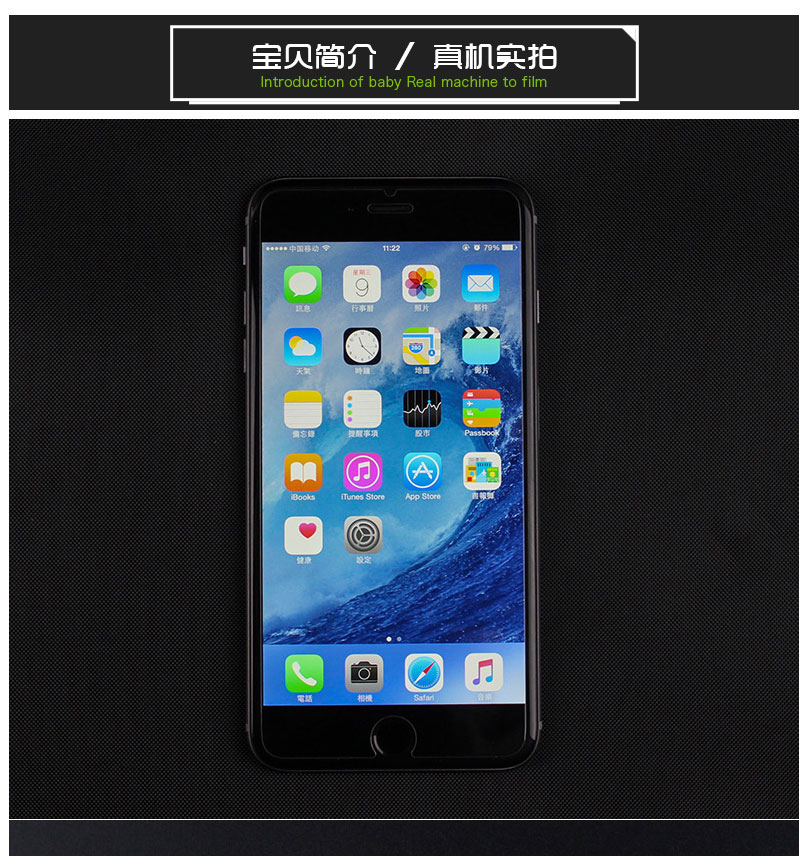 宝贝简介 / 真机实拍
Introduction of baby Real machine to film
中国移动 11:22 79%
星期三
9
訊息 行事曆 照片 郵件
280
天氣 時鐘 地圖 影片
備忘錄 提醒事項 股市 Passbook
iBooks iTunes Store App Store 書報攤
健康 設定
電話 相機 Safari 音樂